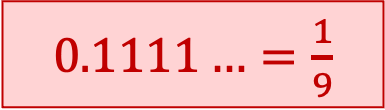 0.1111 ... = 1/9